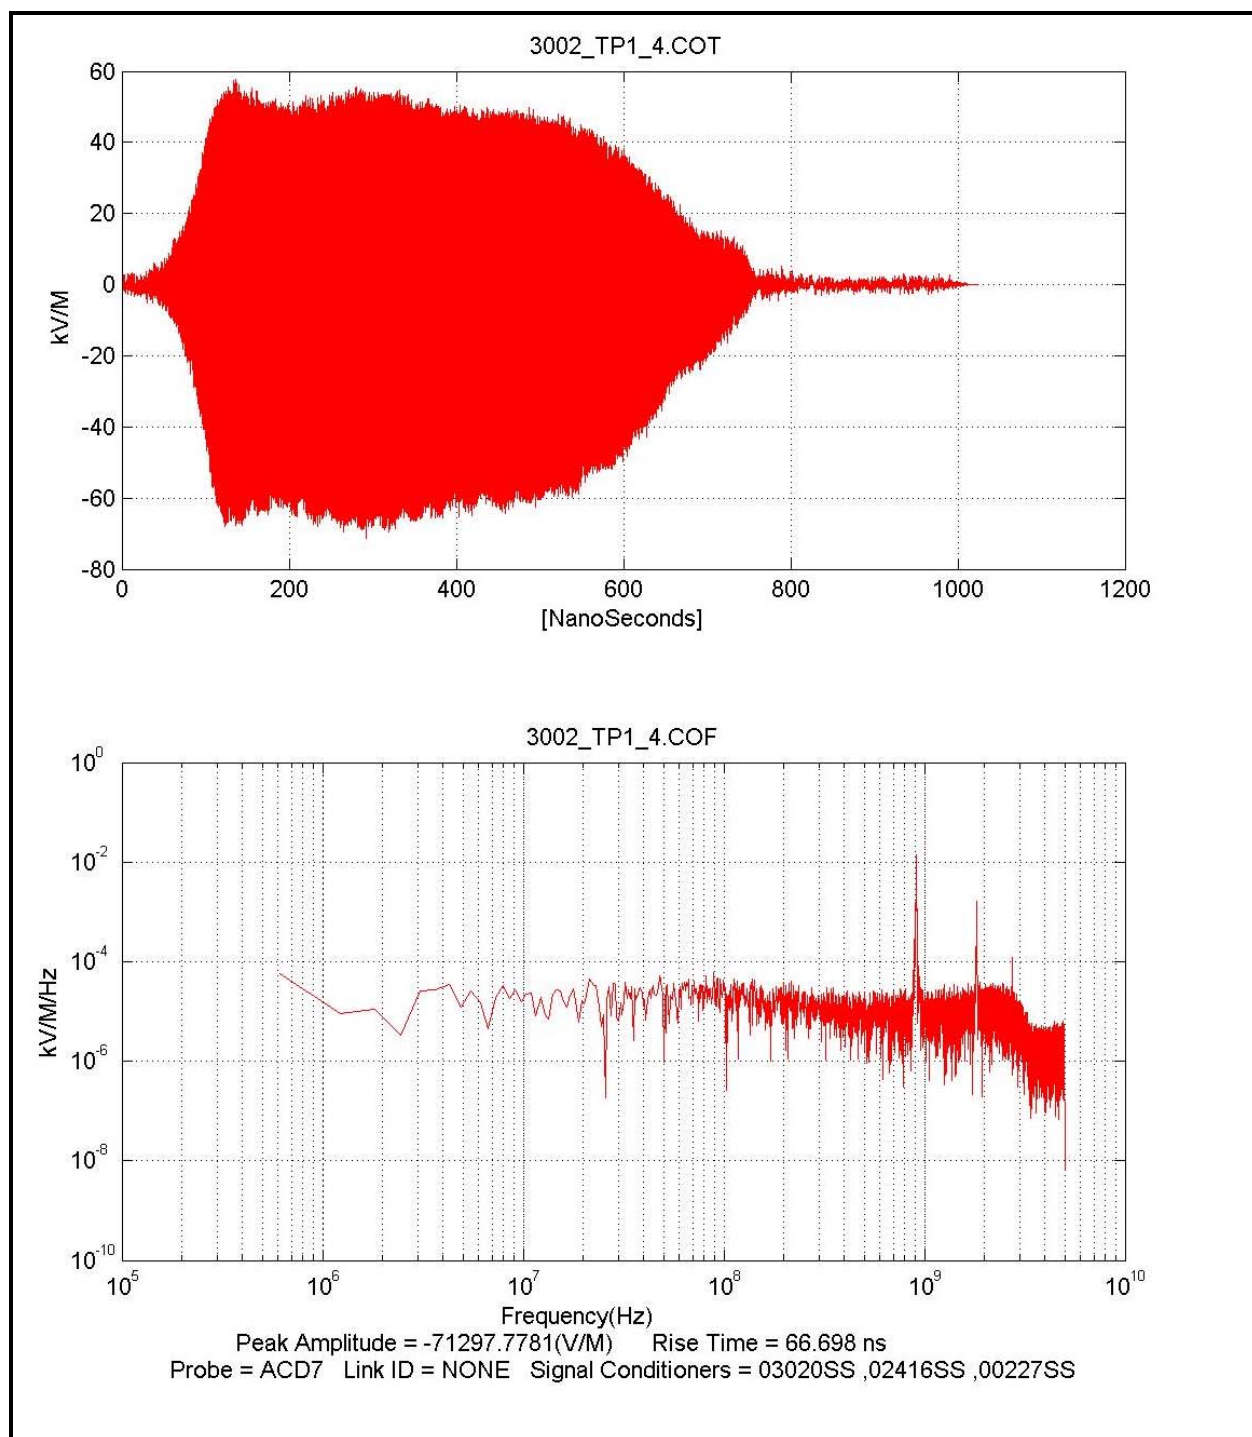 3002_TP1_4.COT
60
40
20
0
-20
-40
-60
-80
kV/M
0 200 400 600 800 1000 1200
[NanoSeconds]
3002_TP1_4.COF
10^0
10^-2
10^-4
10^-6
10^-8
10^-10
kV/M/Hz
10^5 10^6 10^7 10^8 10^9 10^10
Frequency(Hz)
Peak Amplitude = -71297.7781(V/M) Rise Time = 66.698 ns
Probe = ACD7 Link ID = NONE Signal Conditioners = 03020SS ,02416SS ,00227SS